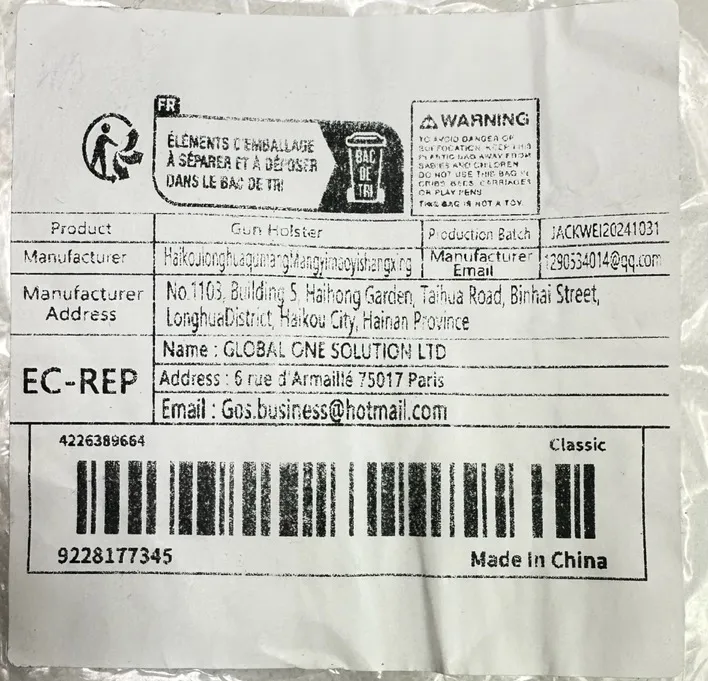 FR
ÉLÉMENTS D'EMBALLAGE
À SÉPARER ET À DÉPOSER
DANS LE BAC DE TRI
BAC
DE
TRI
WARNING
TO AVOID DANGER OF
SUFFOCATION KEEP THIS
PLASTIC BAG AWAY FROM
BABIES AND CHILDREN
DO NOT USE THIS BAG IN
CRIBS BEDS CARRIAGES
OR PLAY PENS
THIS BAG IS NOT A TOY
Product Gun Holster Production Batch JACKWEI20241031
Manufacturer Manufacturer Email 1290534014@qq.com
Manufacturer Address
No.1103, Building 5, Haihong Garden, Taihua Road, Binhai Street,
LonghuaDistrict, Haikou City, Hainan Province
EC-REP
Name : GLOBAL ONE SOLUTION LTD
Address : 6 rue d'Armaillé 75017 Paris
Email : Gos.business@hotmail.com
4226389664 Classic
9228177345 Made in China